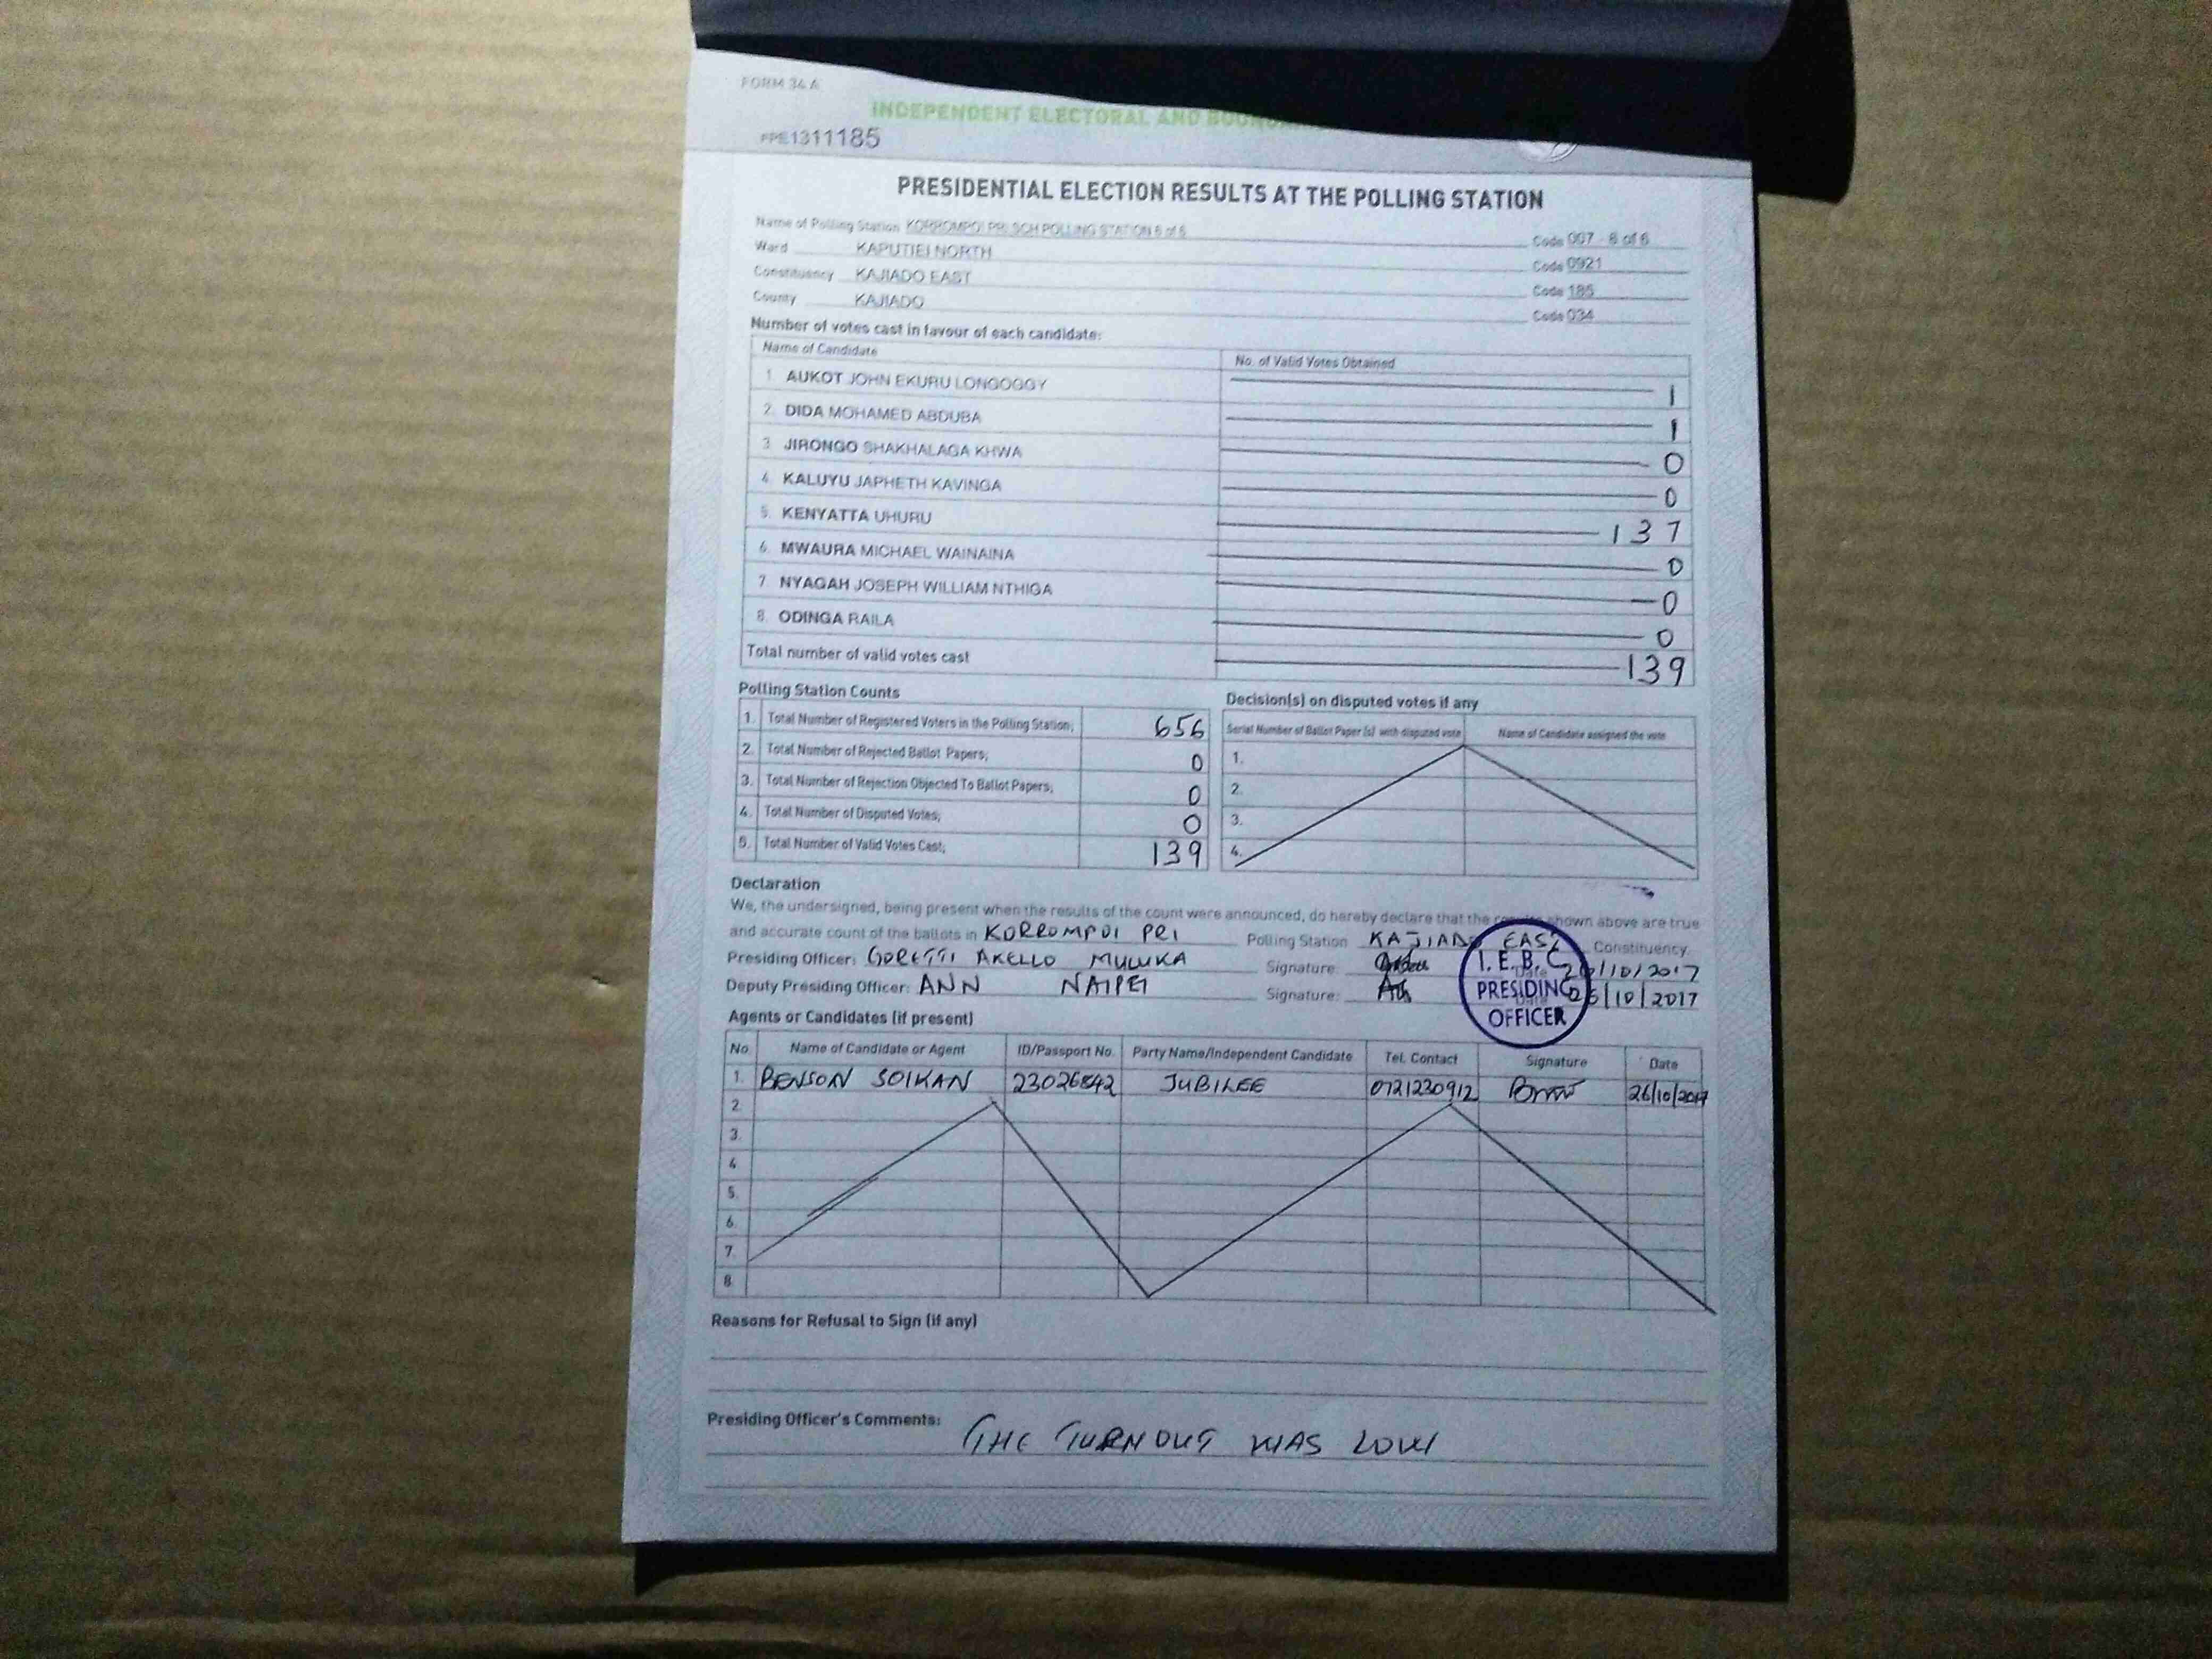 FORM 34 A
INDEPENDENT ELECTORAL AND
FPE1311185
PRESIDENTIAL ELECTION RESULTS AT THE POLLING STATION
Name of Polling Station KORROMPOI PRI SCH POLLING STATION 6 of 6 Code 007 - 6 of 6
Ward KAPUTIEI NORTH Code 0921
Constituency KAJIADO EAST Code 185
County KAJIADO Code 034
Number of votes cast in favour of each candidate:
Name of Candidate No. of Valid Votes Obtained
1. AUKOT JOHN EKURU LONGOGGY 1
2. DIDA MOHAMED ABDUBA 1
3. JIRONGO SHAKHALAGA KHWA 0
4. KALUYU JAPHETH KAVINGA 0
5. KENYATTA UHURU 137
6. MWAURA MICHAEL WAINAINA 0
7. NYAGAH JOSEPH WILLIAM NTHIGA 0
8. ODINGA RAILA 0
Total number of valid votes cast 139
Polling Station Counts
1. Total Number of Registered Voters in the Polling Station; 656
2. Total Number of Rejected Ballot Papers; 0
3. Total Number of Rejection Objected To Ballot Papers; 0
4. Total Number of Disputed Votes; 0
5. Total Number of Valid Votes Cast; 139
Decision(s) on disputed votes if any
Serial Number of Ballot Paper (s) with disputed vote Name of Candidate assigned the vote
1.
2.
3.
4.
Declaration
We, the undersigned, being present when the results of the count were announced, do hereby declare that the results shown above are true
and accurate count of the ballots in KORROMPOI PRI Polling Station KAJIADO EAST Constituency.
Presiding Officer: GORETTI AKELLO MULUKA Signature: Date 26/10/2017
Deputy Presiding Officer: ANN NAIPEI Signature: Date 26/10/2017
I. E. B. C
PRESIDING
OFFICER
Agents or Candidates (if present)
No. Name of Candidate or Agent ID/Passport No. Party Name/Independent Candidate Tel. Contact Signature Date
1. BENSON SOIKAN 23026842 JUBILEE 0721230912 26/10/2017
2.
3.
4.
5.
6.
7.
8.
Reasons for Refusal to Sign (if any)
Presiding Officer's Comments: THE TURNOUT WAS LOW